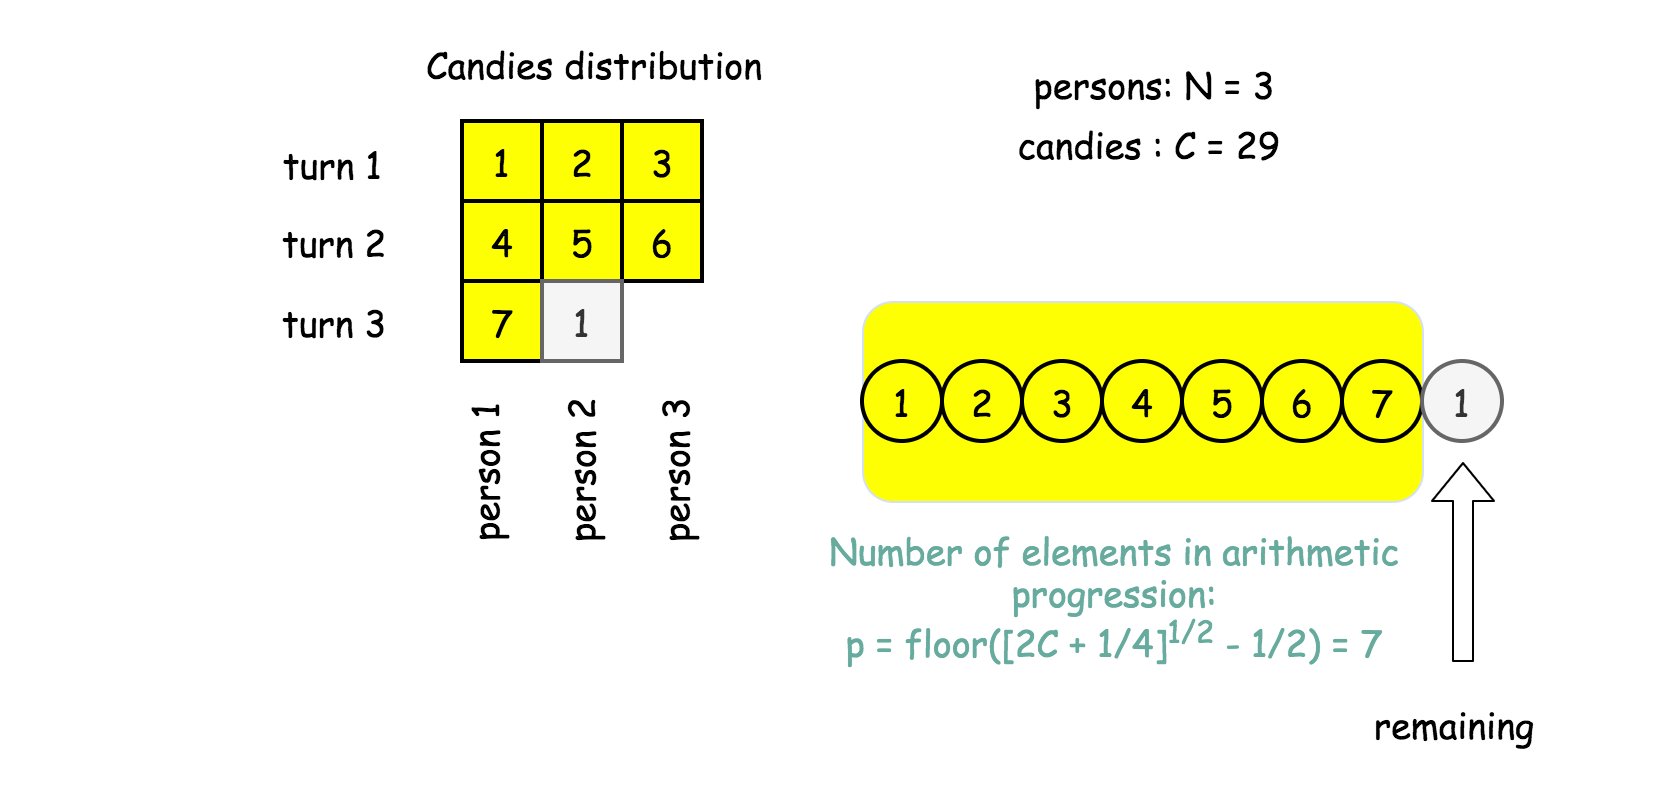 Candies distribution
persons: N = 3
candies : C = 29
turn 1 1 2 3
turn 2 4 5 6
turn 3 7 1
person 1
person 2
person 3
1 2 3 4 5 6 7 1
Number of elements in arithmetic
progression:
p = floor([2C + 1/4]^1/2 - 1/2) = 7
remaining